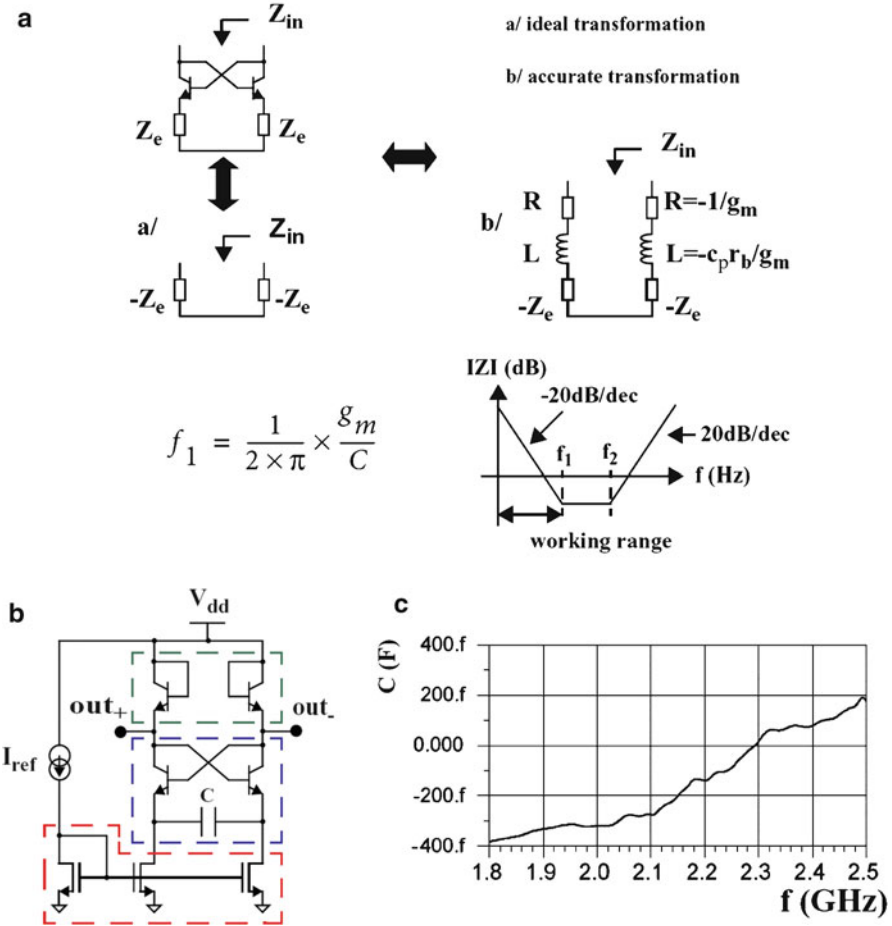 a
Z_in
a/ ideal transformation
b/ accurate transformation
Z_e Z_e
a/
Z_in
-Z_e -Z_e
Z_in
b/
R R=-1/g_m
L L=-c_p r_b/g_m
-Z_e -Z_e
f_1 = 1/(2 × π) × g_m/C
IZI (dB)
-20dB/dec
20dB/dec
f_1 f_2
f (Hz)
working range
b
V_dd
out_+ out_-
I_ref
C
c
C (F)
400.f
200.f
0.000
-200.f
-400.f
1.8 1.9 2.0 2.1 2.2 2.3 2.4 2.5
f (GHz)